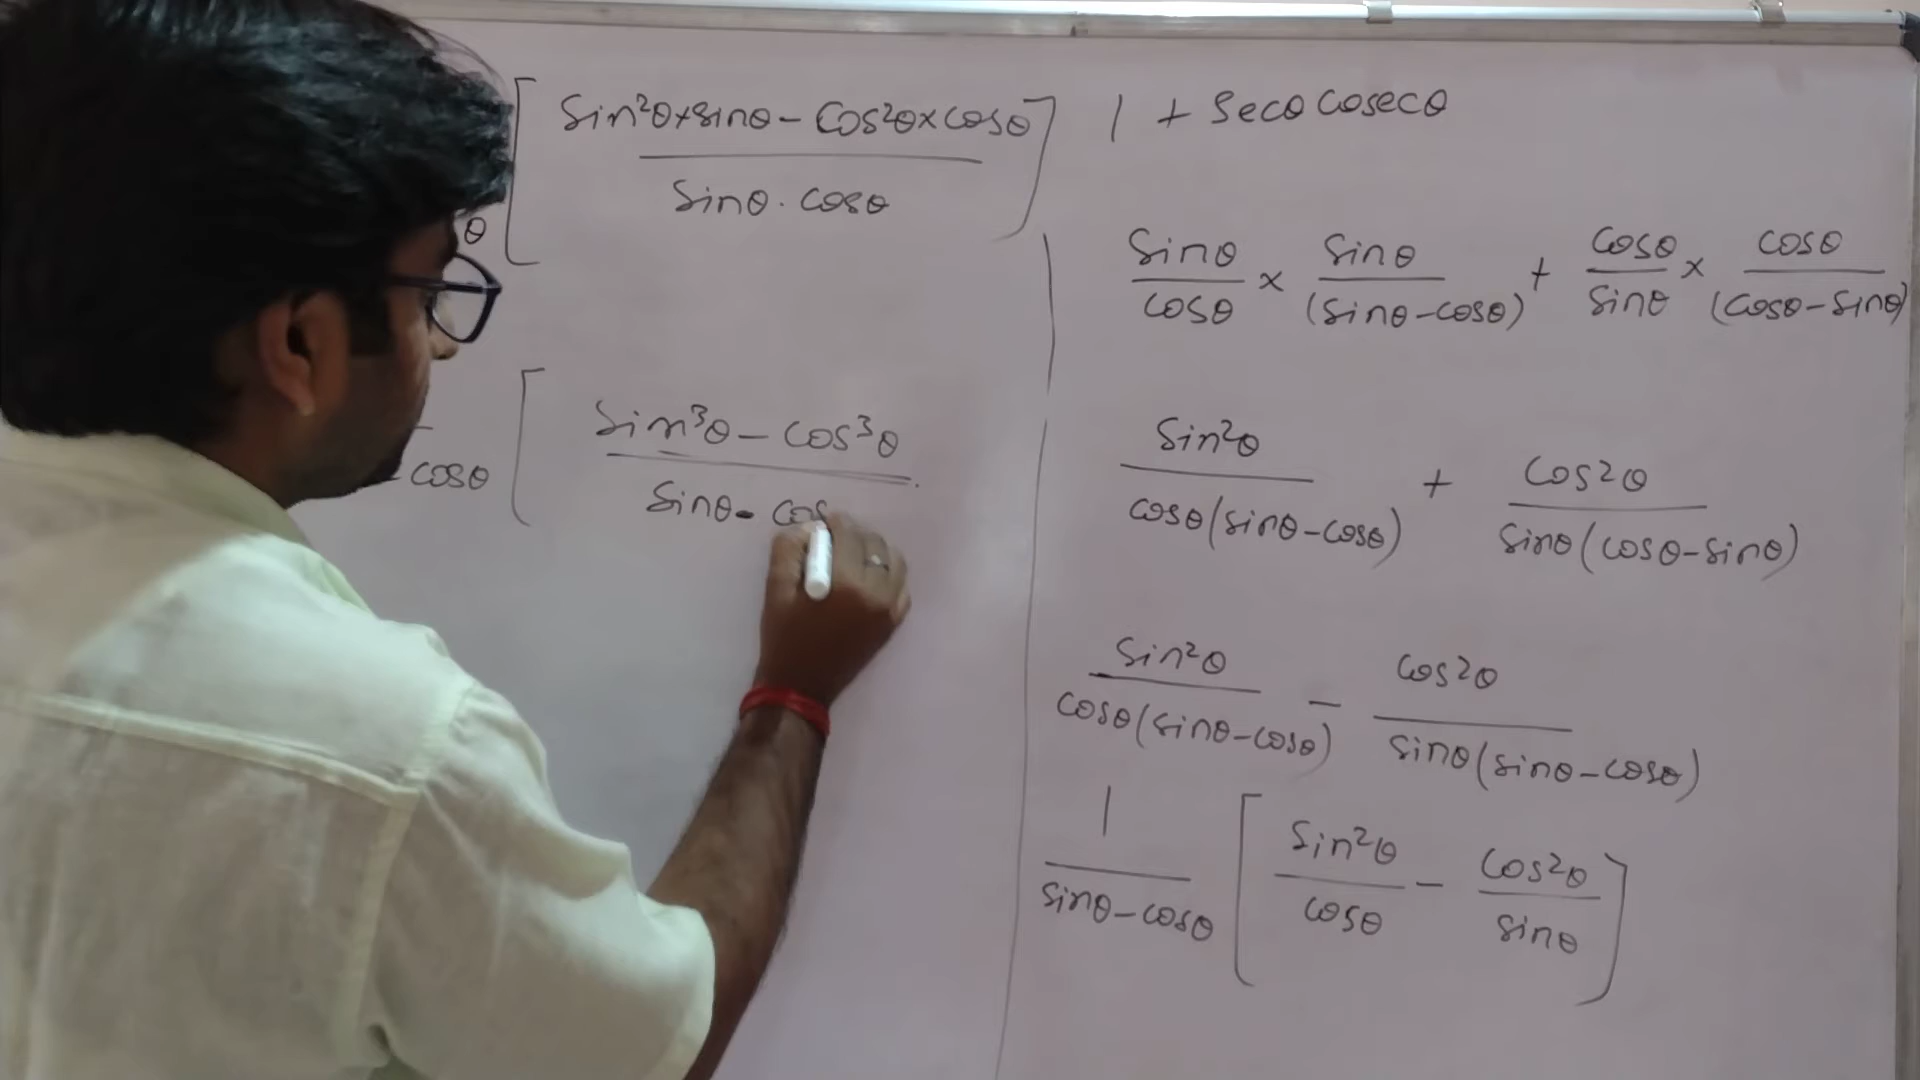 [ Sin²θ×sinθ - Cos²θ×cosθ ]
Sinθ · cosθ
θ
[ Sin³θ - cos³θ
Sinθ - cos
cosθ
1 + secθ cosecθ
Sinθ/cosθ × sinθ/(sinθ-cosθ) + cosθ/sinθ × cosθ/(cosθ-sinθ)
Sin²θ/cosθ(sinθ-cosθ) + cos²θ/sinθ(cosθ-sinθ)
Sin²θ/cosθ(sinθ-cosθ) - cos²θ/sinθ(sinθ-cosθ)
1/sinθ-cosθ [ Sin²θ/cosθ - cos²θ/sinθ ]